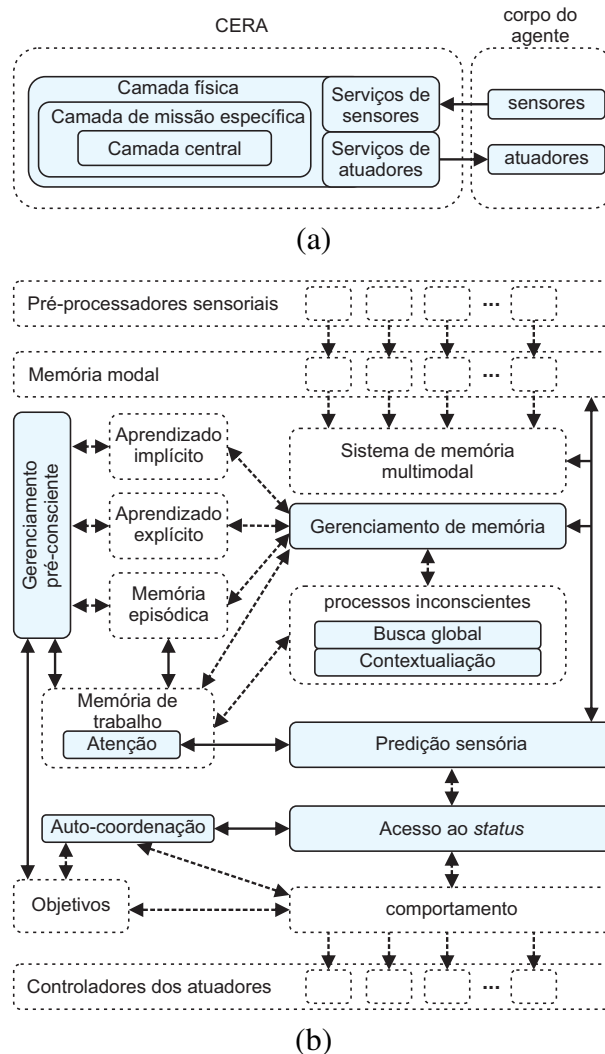 CERA
corpo do
agente
Camada física
Camada de missão específica
Camada central
Serviços de
sensores
Serviços de
atuadores
sensores
atuadores
(a)
Pré-processadores sensoriais
...
Memória modal
...
Gerenciamento
pré-consciente
Aprendizado
implícito
Sistema de memória
multimodal
Aprendizado
explícito
Gerenciamento de memória
Memória
episódica
processos inconscientes
Busca global
Contextualiação
Memória de
trabalho
Atenção
Predição sensória
Auto-coordenação
Acesso ao status
Objetivos
comportamento
Controladores dos atuadores
...
(b)